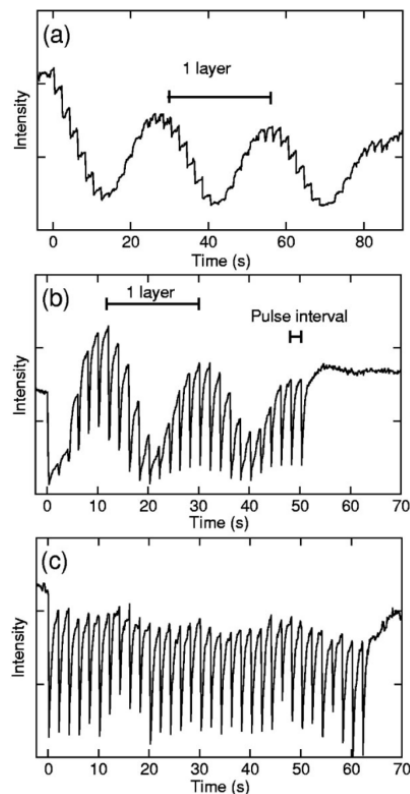 (a)
1 layer
Intensity
0 20 40 60 80
Time (s)
(b)
1 layer
Pulse interval
Intensity
0 10 20 30 40 50 60 70
Time (s)
(c)
Intensity
0 10 20 30 40 50 60 70
Time (s)